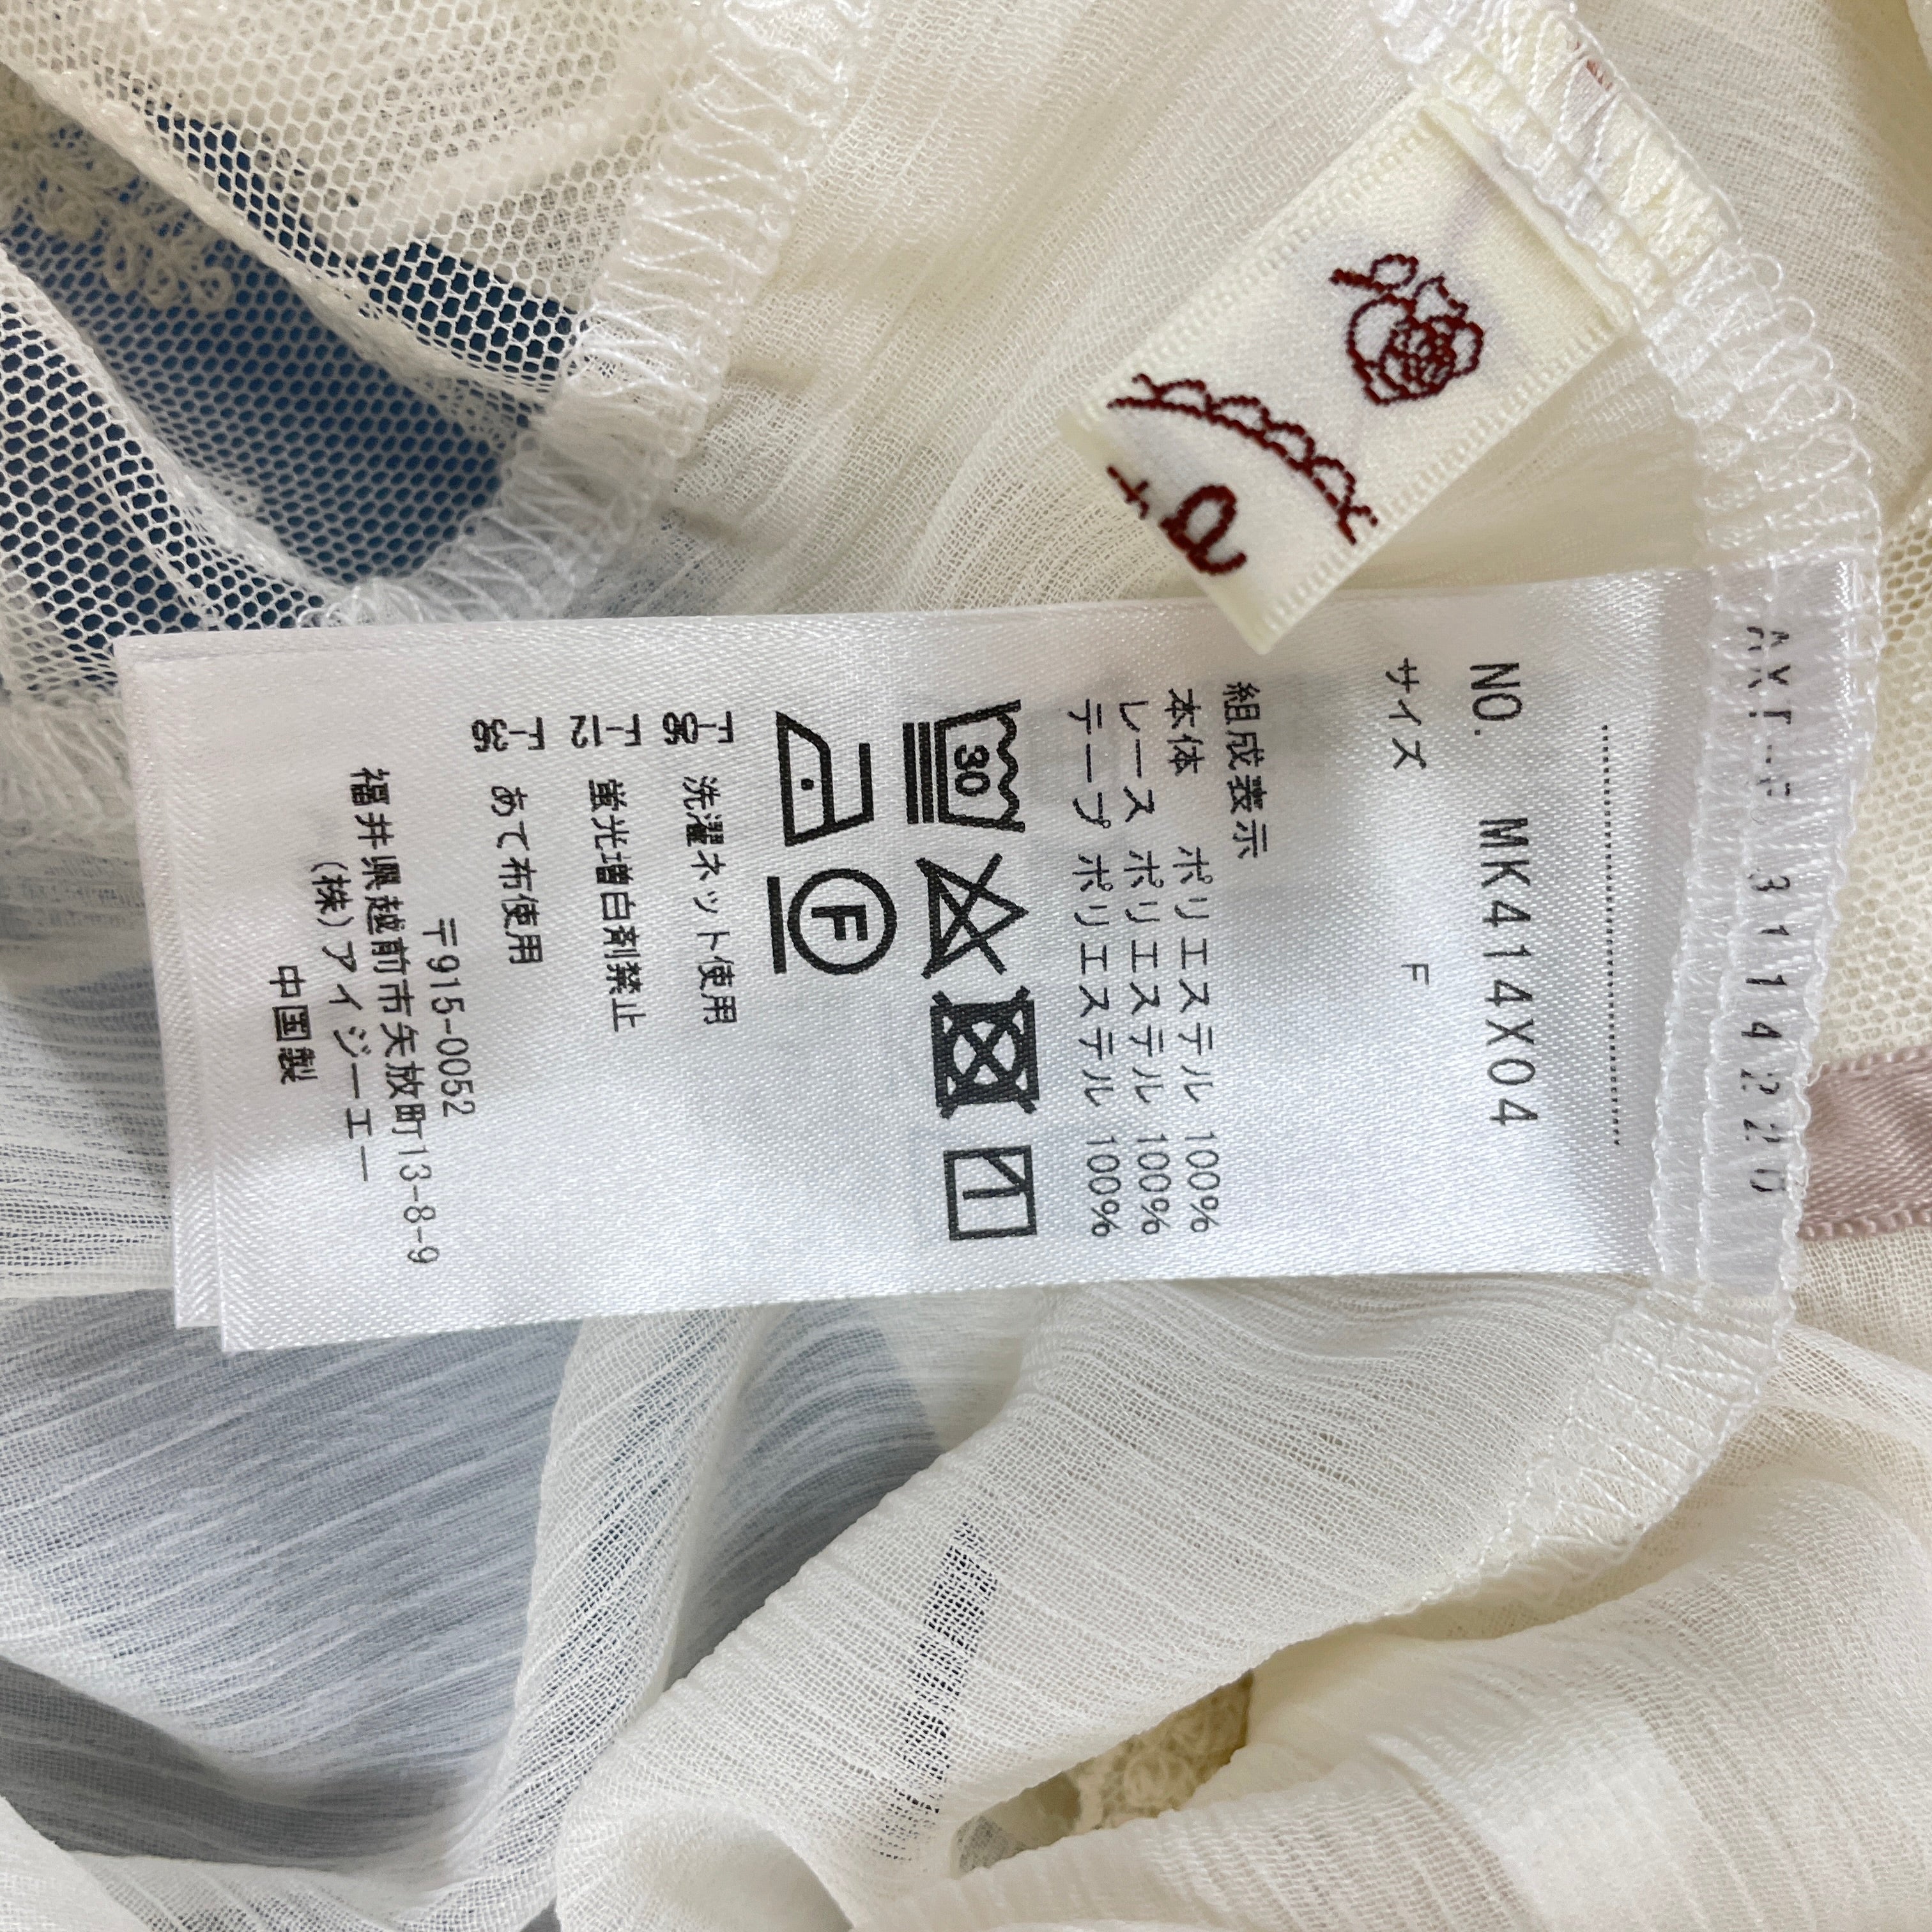 NO. MK414X04
サイズ F
組成表示
本体 ポリエステル 100%
レース ポリエステル 100%
テープ ポリエステル 100%
30
F
洗濯ネット使用
蛍光増白剤禁止
あて布使用
〒915-0052
福井県越前市矢放町13-8-9
(株)アイジーエー
中国製